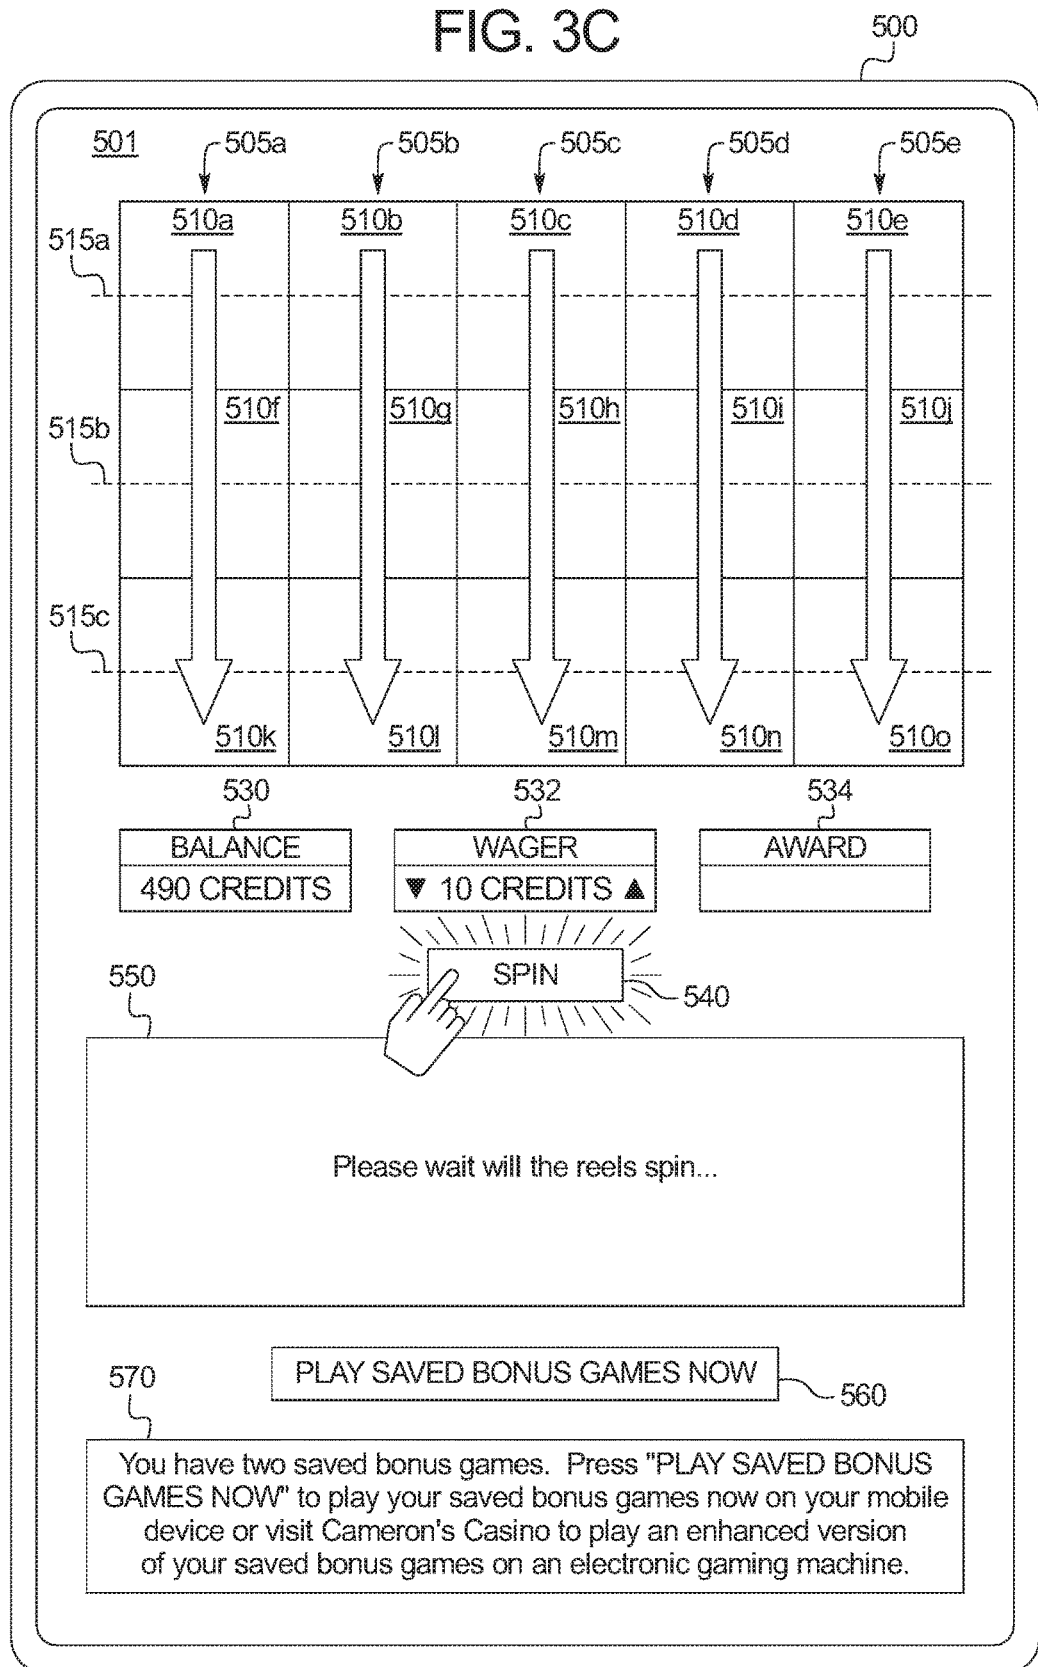 FIG. 3C
500
501
505a
505b
505c
505d
505e
510a
510b
510c
510d
510e
515a
510f
510g
510h
510i
510j
515b
515c
510k
510l
510m
510n
510o
530
532
534
BALANCE
WAGER
AWARD
490 CREDITS
▼ 10 CREDITS ▲
SPIN
540
550
Please wait will the reels spin...
PLAY SAVED BONUS GAMES NOW
560
570
You have two saved bonus games. Press "PLAY SAVED BONUS
GAMES NOW" to play your saved bonus games now on your mobile
device or visit Cameron's Casino to play an enhanced version
of your saved bonus games on an electronic gaming machine.